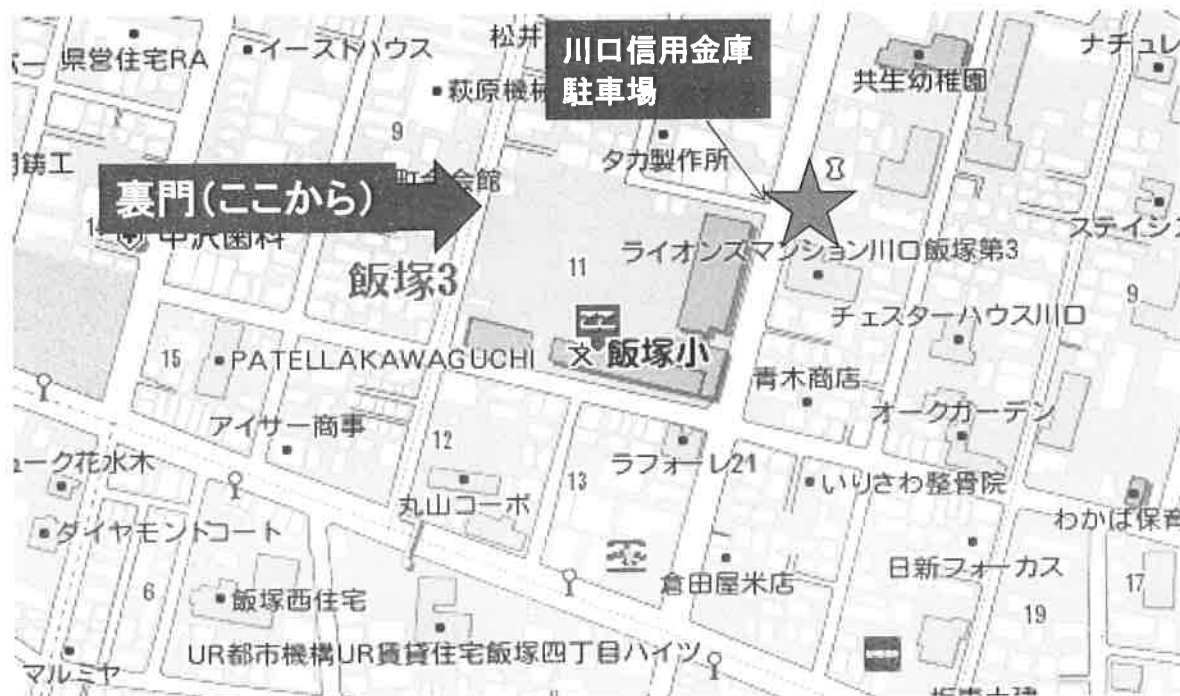 県営住宅RA
イーストハウス
松井
川口信用金庫
駐車場
共生幼稚園
ナチュレ
萩原機械
9
タカ製作所
鋳工
裏門(ここから)
町会会館
中沢歯科
飯塚3
11
ライオンズマンション川口飯塚第3
ステイシス
9
チェスターハウス川口
15
PATELLAKAWAGUCHI
文 飯塚小
青木商店
アイサー商事
オークガーデン
12
ラフォーレ21
ューク花水木
13
いりさわ整骨院
丸山コーポ
わかば保育
ダイヤモンドコート
倉田屋米店
日新フォーカス
17
6
飯塚西住宅
19
UR都市機構UR賃貸住宅飯塚四丁目ハイツ
マルミヤ